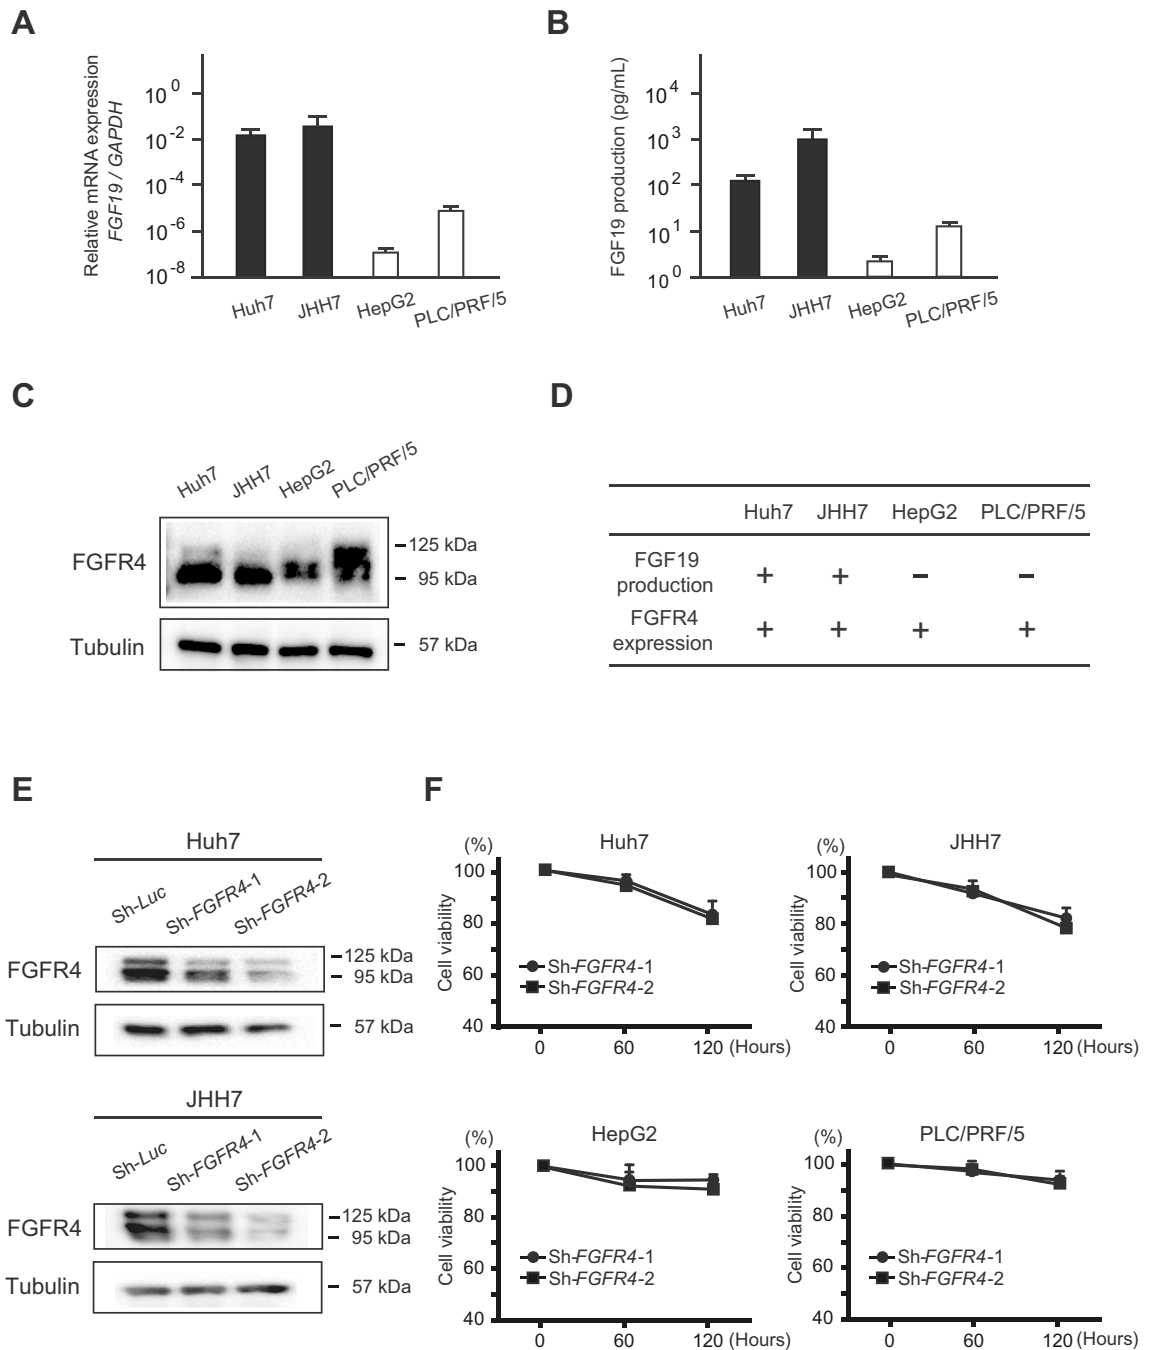 A
Relative mRNA expression
FGF19 / GAPDH
10 0
10 -2
10 -4
10 -6
10 -8
Huh7 JHH7 HepG2 PLC/PRF/5
B
FGF19 production (pg/mL)
10 4
10 3
10 2
10 1
10 0
Huh7 JHH7 HepG2 PLC/PRF/5
C
Huh7 JHH7 HepG2 PLC/PRF/5
FGFR4
125 kDa
95 kDa
Tubulin
57 kDa
D
Huh7 JHH7 HepG2 PLC/PRF/5
FGF19
production + + − −
FGFR4
expression + + + +
E
Huh7
Sh-Luc Sh-FGFR4-1 Sh-FGFR4-2
FGFR4
125 kDa
95 kDa
Tubulin
57 kDa
JHH7
Sh-Luc Sh-FGFR4-1 Sh-FGFR4-2
FGFR4
125 kDa
95 kDa
Tubulin
57 kDa
F
Huh7
(%)
Cell viability
100
80
60
40
Sh-FGFR4-1
Sh-FGFR4-2
0 60 120 (Hours)
JHH7
(%)
Cell viability
100
80
60
40
Sh-FGFR4-1
Sh-FGFR4-2
0 60 120 (Hours)
HepG2
(%)
Cell viability
100
80
60
40
Sh-FGFR4-1
Sh-FGFR4-2
0 60 120 (Hours)
PLC/PRF/5
(%)
Cell viability
100
80
60
40
Sh-FGFR4-1
Sh-FGFR4-2
0 60 120 (Hours)